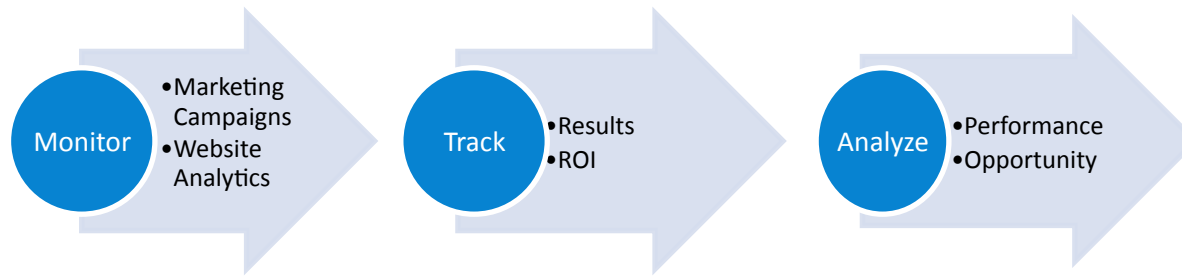 Monitor
•Marketing
Campaigns
•Website
Analytics
Track
•Results
•ROI
Analyze
•Performance
•Opportunity